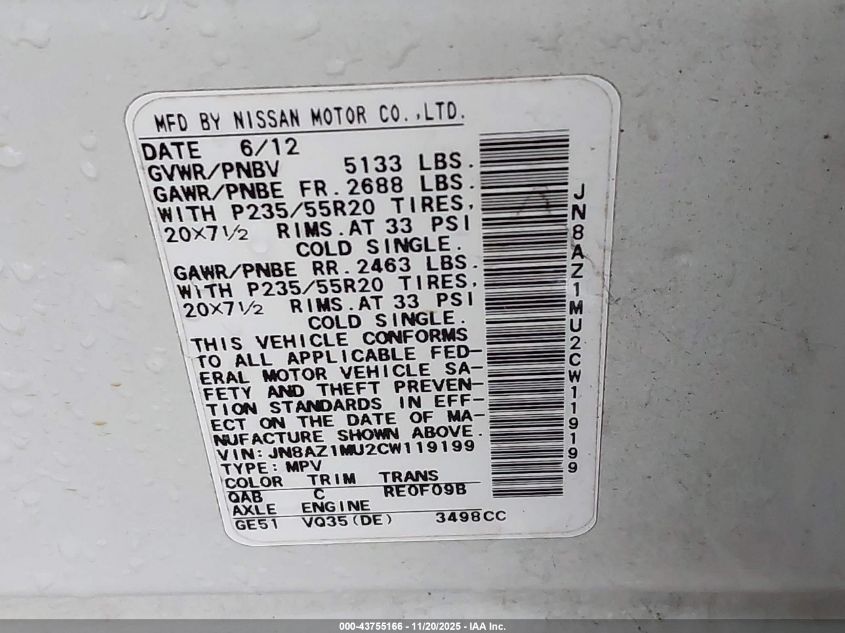 MFD BY NISSAN MOTOR CO.,LTD.
DATE 6/12
GVWR/PNBV 5133 LBS.
GAWR/PNBE FR.2688 LBS.
WITH P235/55R20 TIRES,
20X7 1/2 RIMS.AT 33 PSI
COLD SINGLE.
GAWR/PNBE RR.2463 LBS.
WITH P235/55R20 TIRES,
20X7 1/2 RIMS.AT 33 PSI
COLD SINGLE.
THIS VEHICLE CONFORMS
TO ALL APPLICABLE FED-
ERAL MOTOR VEHICLE SA-
FETY AND THEFT PREVEN-
TION STANDARDS IN EFF-
ECT ON THE DATE OF MA-
NUFACTURE SHOWN ABOVE.
VIN:JN8AZ1MU2CW119199
TYPE:MPV
COLOR TRIM TRANS
QAB C RE0F09B
AXLE ENGINE
GE51 VQ35(DE) 3498CC
JN8AZ1MU2CW119199
000-43755166 - 11/20/2025 - IAA Inc.